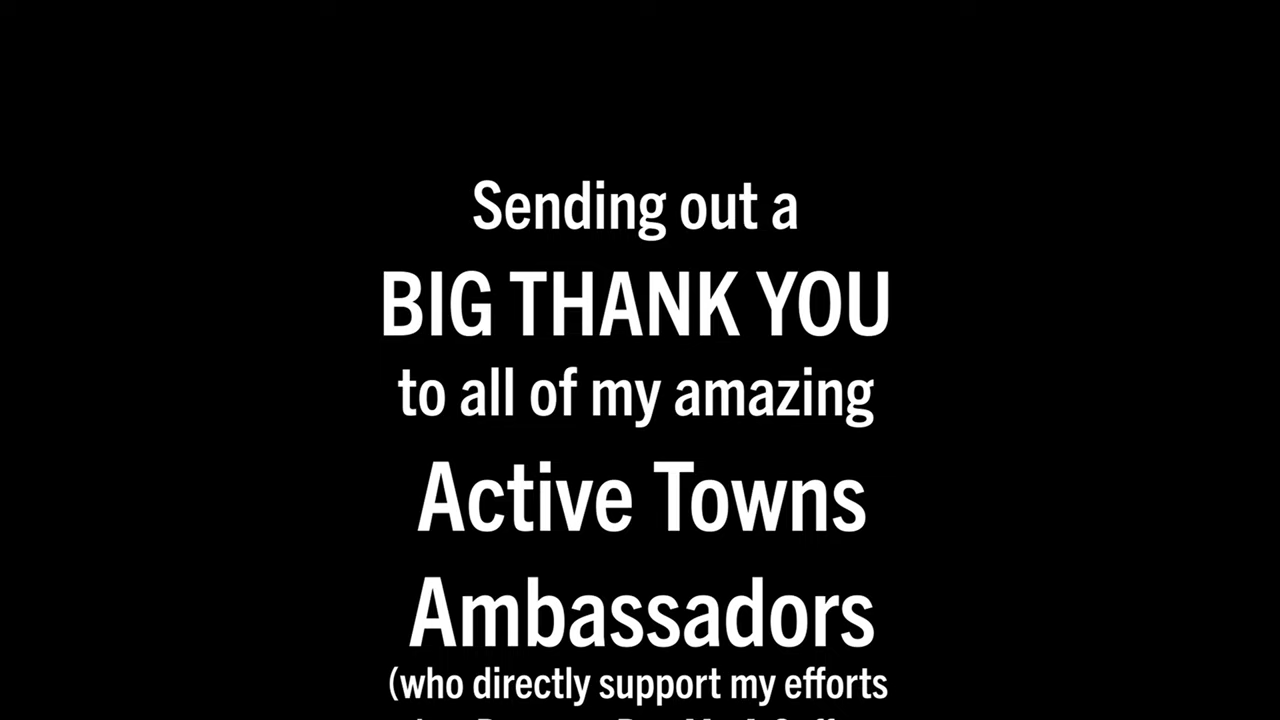 Sending out a
BIG THANK YOU
to all of my amazing
Active Towns
Ambassadors
(who directly support my efforts